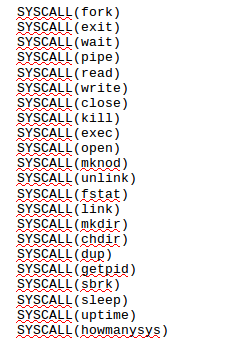 SYSCALL(fork)
SYSCALL(exit)
SYSCALL(wait)
SYSCALL(pipe)
SYSCALL(read)
SYSCALL(write)
SYSCALL(close)
SYSCALL(kill)
SYSCALL(exec)
SYSCALL(open)
SYSCALL(mknod)
SYSCALL(unlink)
SYSCALL(fstat)
SYSCALL(link)
SYSCALL(mkdir)
SYSCALL(chdir)
SYSCALL(dup)
SYSCALL(getpid)
SYSCALL(sbrk)
SYSCALL(sleep)
SYSCALL(uptime)
SYSCALL(howmanysys)